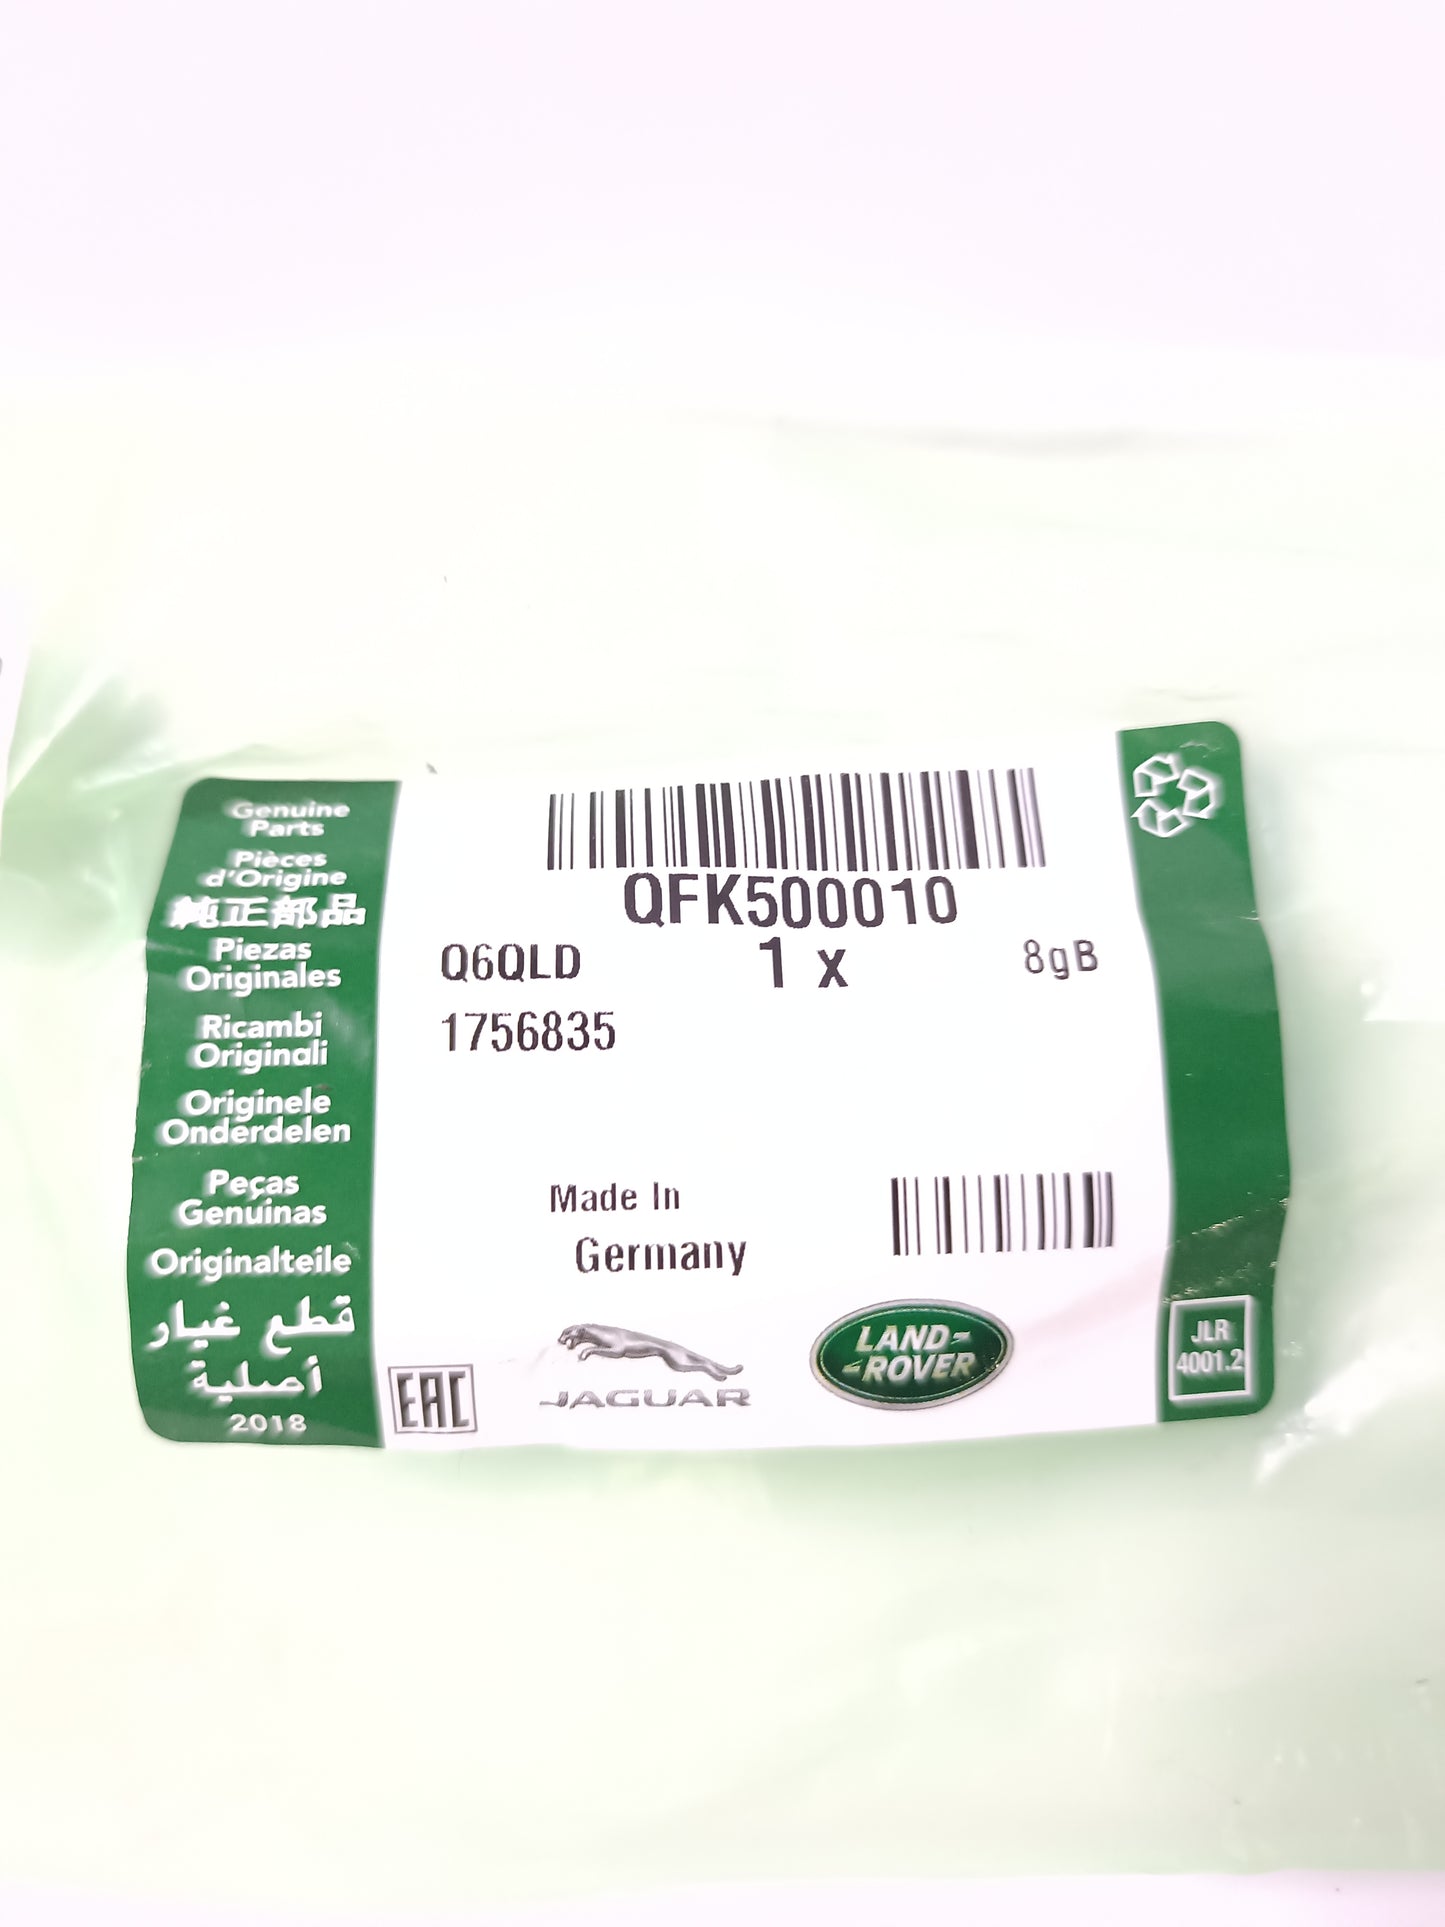 Genuine
Parts
Pièces
d'Origine
純正部品
Piezas
Originales
Ricambi
Originali
Originele
Onderdelen
Peças
Genuinas
Originalteile
قطع غيار
أصلية
2018
QFK500010
Q6QLD 1 x 8gB
1756835
Made In
Germany
EAC
JAGUAR
LAND-
-ROVER
JLR
4001.2